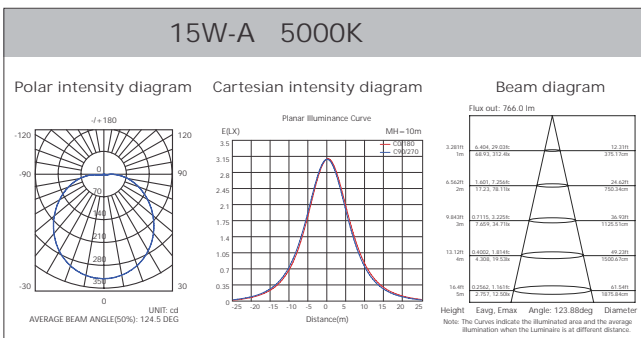 15W-A 5000K
Polar intensity diagram
-/+180
-120
120
-90
90
0
70
140
210
280
350
-30
30
0
UNIT: cd
AVERAGE BEAM ANGLE(50%): 124.5 DEG
Cartesian intensity diagram
Planar Illuminance Curve
E(LX)
MH=10m
C0/180
C90/270
3.5
3.15
2.8
2.45
2.1
1.75
1.4
1.05
0.7
0.35
0
-25 -20 -15 -10 -5 0 5 10 15 20 25
Distance(m)
Beam diagram
Flux out: 766.0 lm
3.281ft 6.404, 29.03fc 12.31ft
1m 68.93, 312.4lx 375.17cm
6.562ft 1.601, 7.256fc 24.62ft
2m 17.23, 78.11lx 750.34cm
9.843ft 0.7115, 3.225fc 36.93ft
3m 7.659, 34.71lx 1125.51cm
13.12ft 0.4002, 1.814fc 49.23ft
4m 4.308, 19.53lx 1500.67cm
16.4ft 0.2562, 1.161fc 61.54ft
5m 2.757, 12.50lx 1875.84cm
Height Eavg, Emax Angle: 123.88deg Diameter
Note: The Curves indicate the illuminated area and the average
illumination when the Luminaire is at different distance.